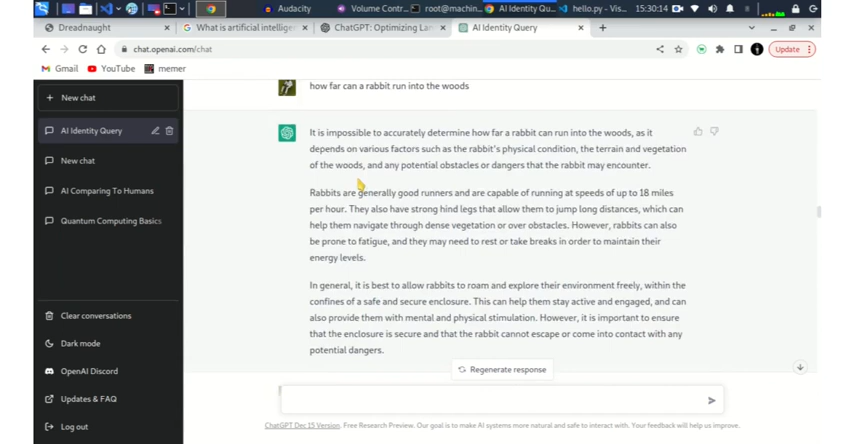 Audacity
Volume Contr...
root@machin...
AI Identity Qu...
hello.py - Vis...
15:30:14
Dreadnaught
What is artificial intellige
ChatGPT: Optimizing Lan
AI Identity Query
chat.openai.com/chat
Update
Gmail
YouTube
memer
New chat
AI Identity Query
New chat
AI Comparing To Humans
Quantum Computing Basics
Clear conversations
Dark mode
OpenAI Discord
Updates & FAQ
Log out
how far can a rabbit run into the woods
It is impossible to accurately determine how far a rabbit can run into the woods, as it
depends on various factors such as the rabbit's physical condition, the terrain and vegetation
of the woods, and any potential obstacles or dangers that the rabbit may encounter.
Rabbits are generally good runners and are capable of running at speeds of up to 18 miles
per hour. They also have strong hind legs that allow them to jump long distances, which can
help them navigate through dense vegetation or over obstacles. However, rabbits can also
be prone to fatigue, and they may need to rest or take breaks in order to maintain their
energy levels.
In general, it is best to allow rabbits to roam and explore their environment freely, within the
confines of a safe and secure enclosure. This can help them stay active and engaged, and can
also provide them with mental and physical stimulation. However, it is important to ensure
that the enclosure is secure and that the rabbit cannot escape or come into contact with any
potential dangers.
Regenerate response
ChatGPT Dec 15 Version. Free Research Preview. Our goal is to make AI systems more natural and safe to interact with. Your feedback will help us improve.